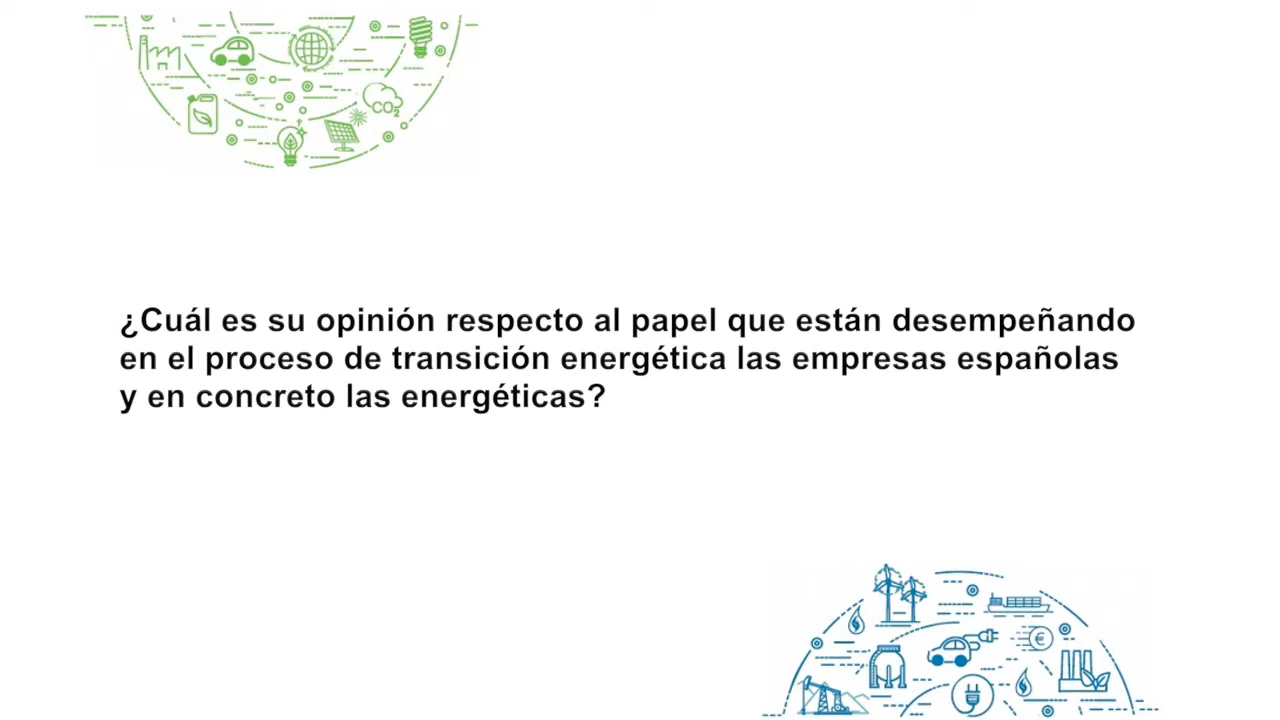 CO2
¿Cuál es su opinión respecto al papel que están desempeñando
en el proceso de transición energética las empresas españolas
y en concreto las energéticas?
€